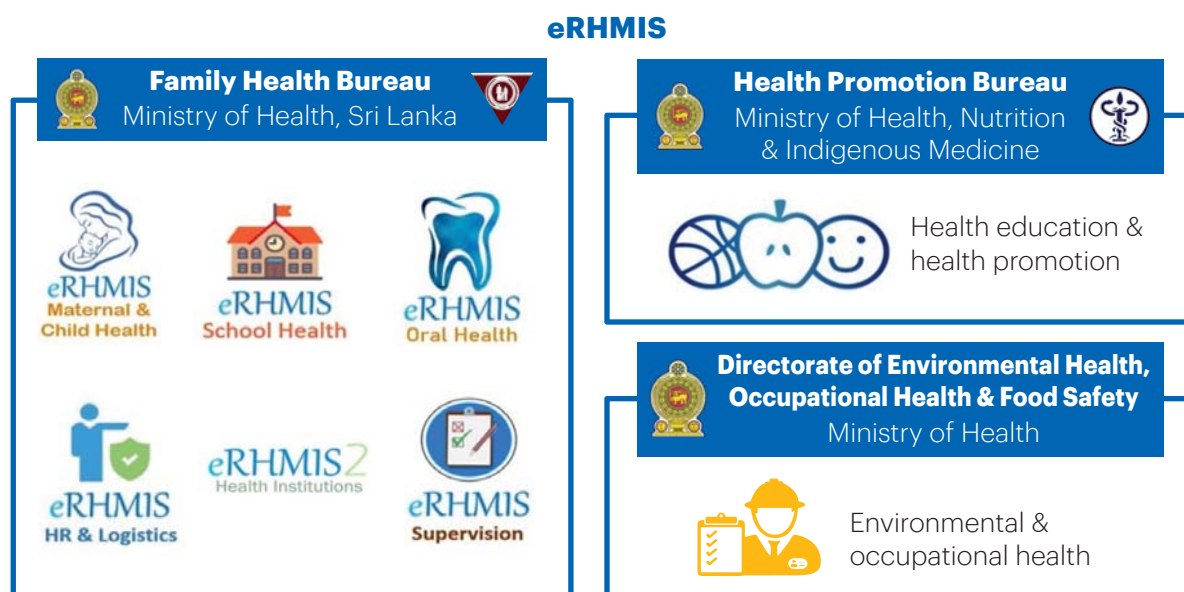 eRHMIS
Family Health Bureau
Ministry of Health, Sri Lanka
eRHMIS
Maternal &
Child Health
eRHMIS
School Health
eRHMIS
Oral Health
eRHMIS
HR & Logistics
eRHMIS2
Health Institutions
eRHMIS
Supervision
Health Promotion Bureau
Ministry of Health, Nutrition
& Indigenous Medicine
Health education &
health promotion
Directorate of Environmental Health,
Occupational Health & Food Safety
Ministry of Health
Environmental &
occupational health